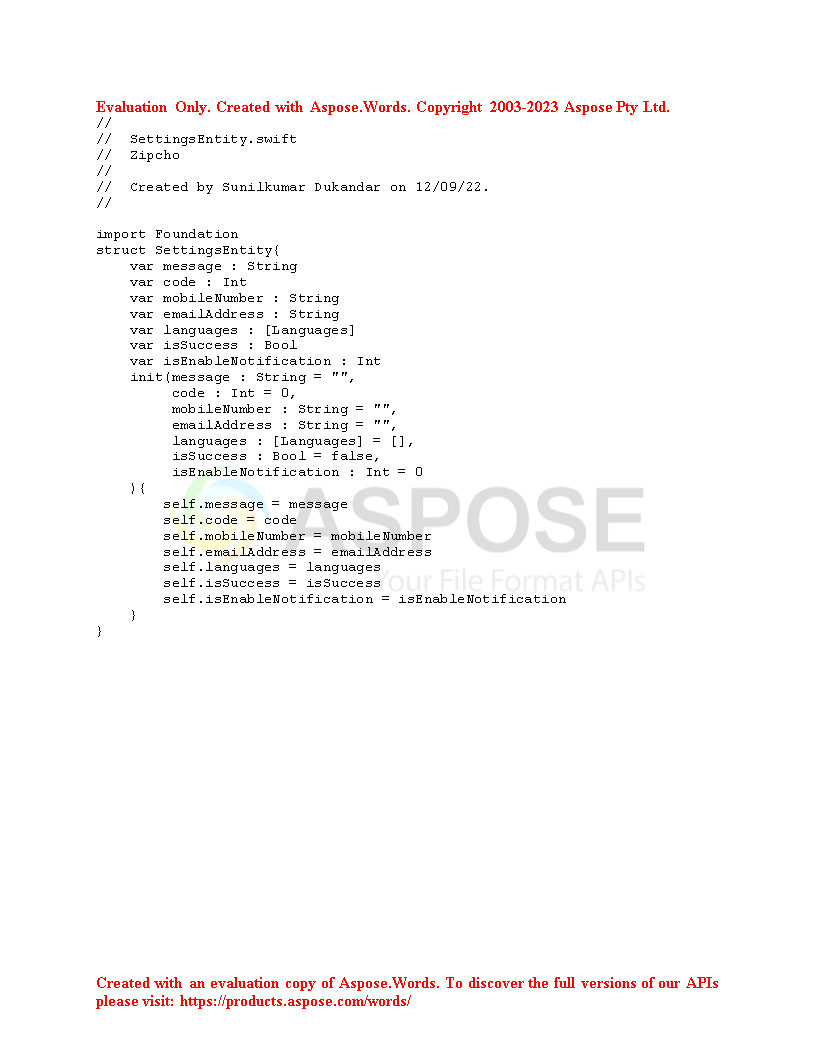 Evaluation Only. Created with Aspose.Words. Copyright 2003-2023 Aspose Pty Ltd.
//
//  SettingsEntity.swift
//  Zipcho
//
//  Created by Sunilkumar Dukandar on 12/09/22.
//

import Foundation
struct SettingsEntity{
    var message : String
    var code : Int
    var mobileNumber : String
    var emailAddress : String
    var languages : [Languages]
    var isSuccess : Bool
    var isEnableNotification : Int
    init(message : String = "",
         code : Int = 0,
         mobileNumber : String = "",
         emailAddress : String = "",
         languages : [Languages] = [],
         isSuccess : Bool = false,
         isEnableNotification : Int = 0
    ){
        self.message = message
        self.code = code
        self.mobileNumber = mobileNumber
        self.emailAddress = emailAddress
        self.languages = languages
        self.isSuccess = isSuccess
        self.isEnableNotification = isEnableNotification
    }
}
ASPOSE
Your File Format APIs
Created with an evaluation copy of Aspose.Words. To discover the full versions of our APIs
please visit: https://products.aspose.com/words/